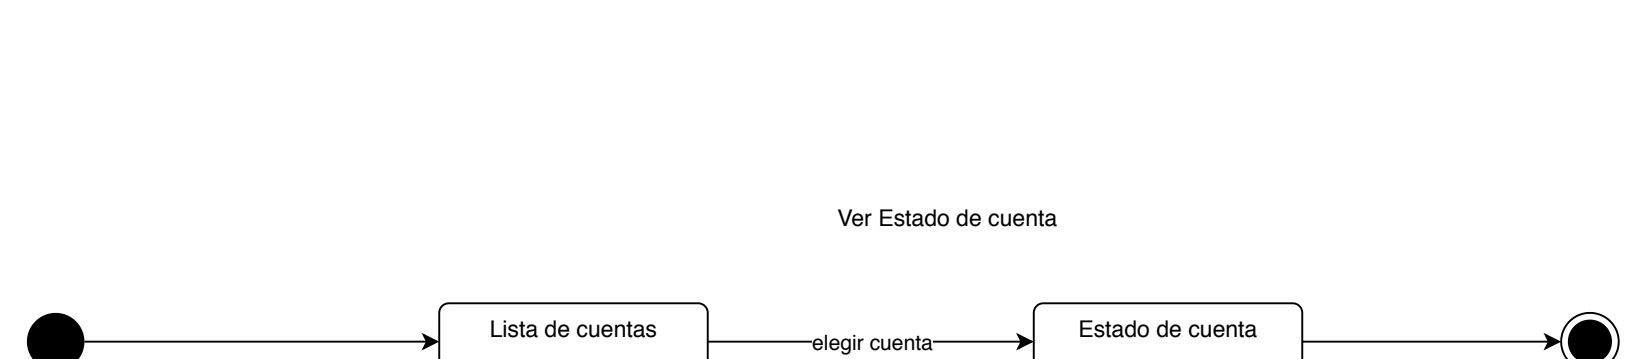 Ver Estado de cuenta
Lista de cuentas
elegir cuenta
Estado de cuenta